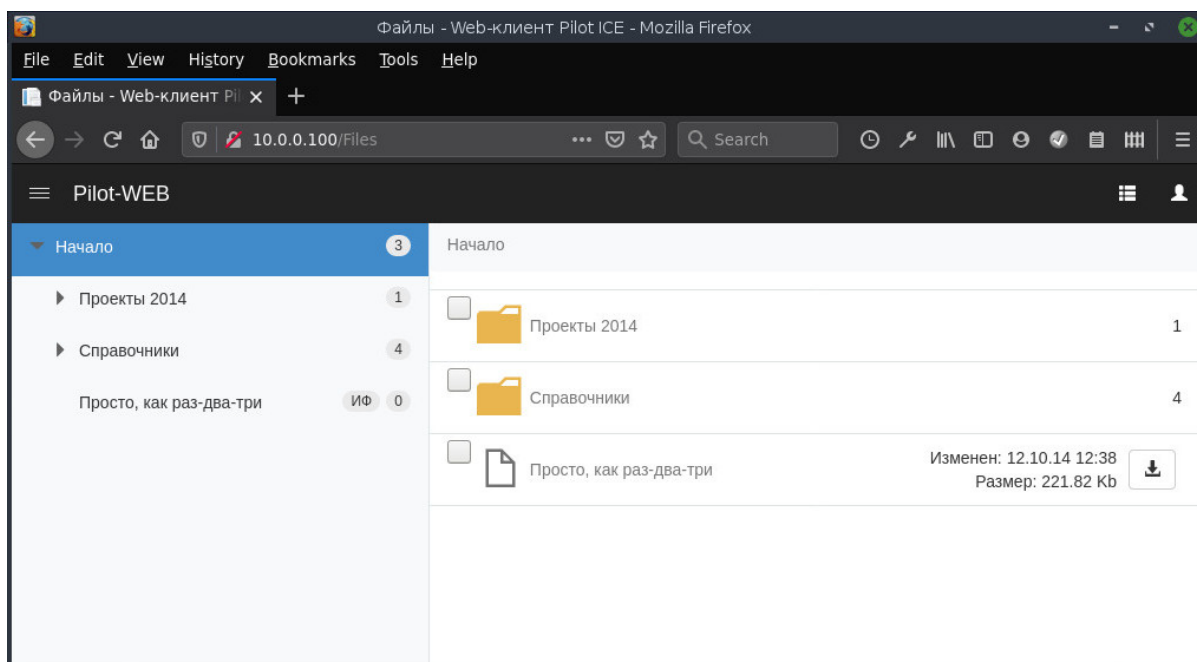 Файлы - Web-клиент Pilot ICE - Mozilla Firefox
File Edit View History Bookmarks Tools Help
Файлы - Web-клиент Pil
10.0.0.100/Files
Search
Pilot-WEB
Начало 3
Начало
Проекты 2014 1
Справочники 4
Просто, как раз-два-три ИФ 0
Проекты 2014 1
Справочники 4
Просто, как раз-два-три
Изменен: 12.10.14 12:38
Размер: 221.82 Kb